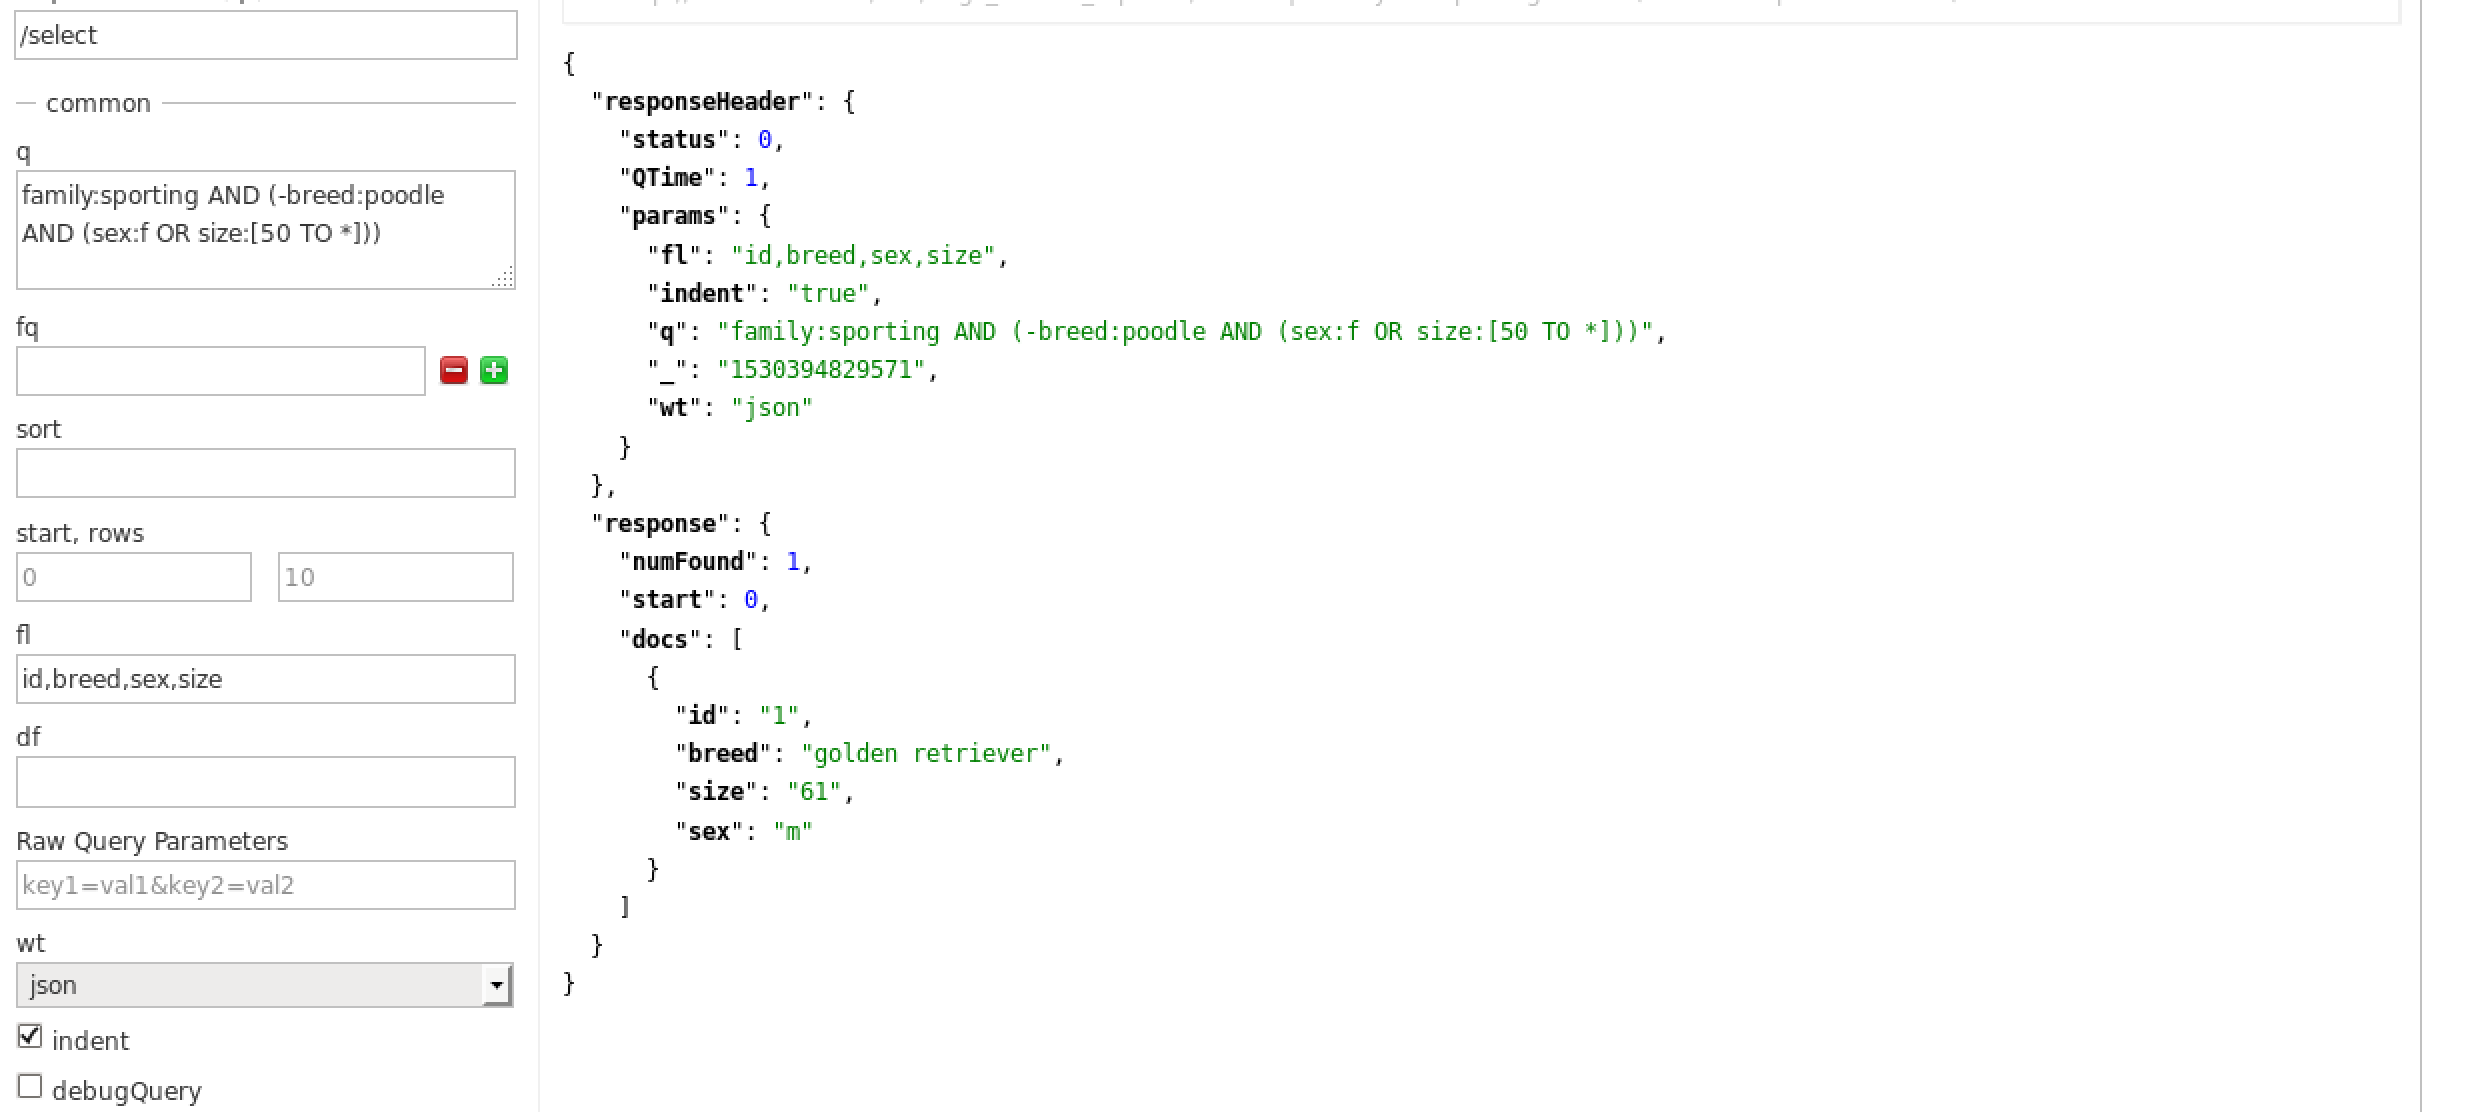 /select
common
q
family:sporting AND (-breed:poodle
AND (sex:f OR size:[50 TO *]))
fq
sort
start, rows
0
10
fl
id,breed,sex,size
df
Raw Query Parameters
key1=val1&key2=val2
wt
json
indent
debugQuery
{
"responseHeader": {
"status": 0,
"QTime": 1,
"params": {
"fl": "id,breed,sex,size",
"indent": "true",
"q": "family:sporting AND (-breed:poodle AND (sex:f OR size:[50 TO *]))",
"_": "1530394829571",
"wt": "json"
}
},
"response": {
"numFound": 1,
"start": 0,
"docs": [
{
"id": "1",
"breed": "golden retriever",
"size": "61",
"sex": "m"
}
]
}
}